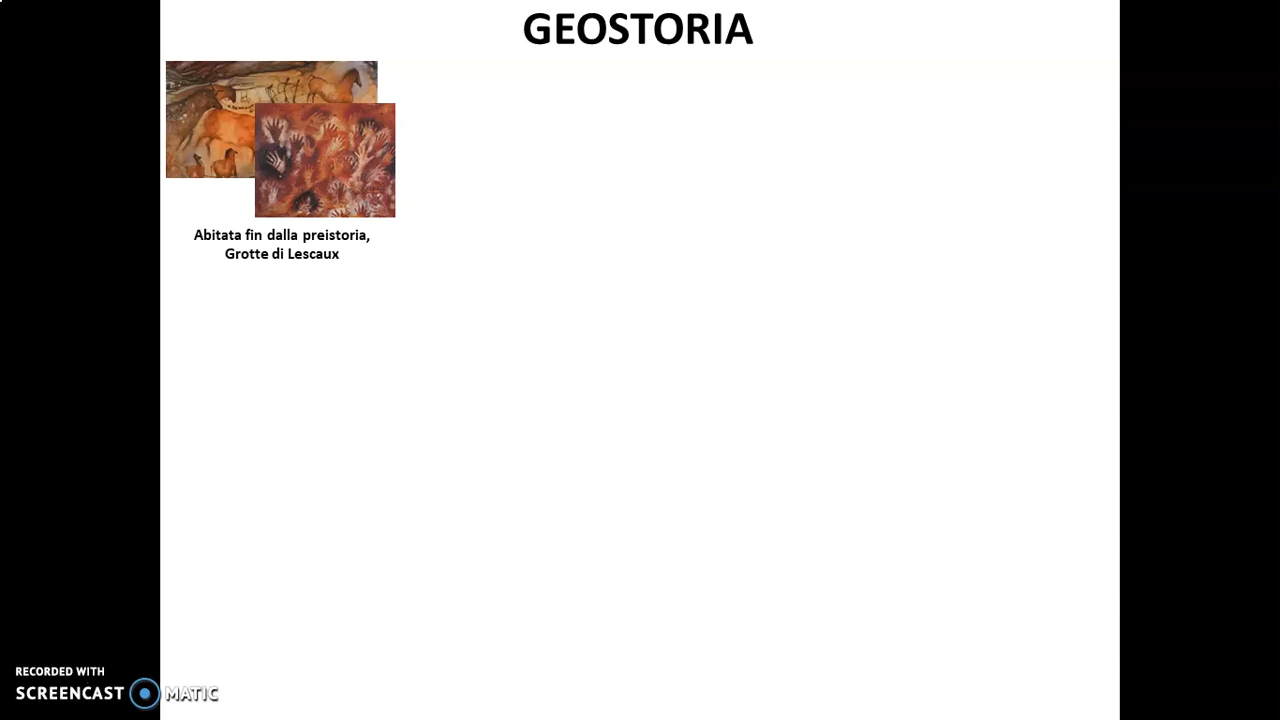 GEOSTORIA
Abitata fin dalla preistoria,
Grotte di Lescaux
RECORDED WITH
SCREENCAST MATIC